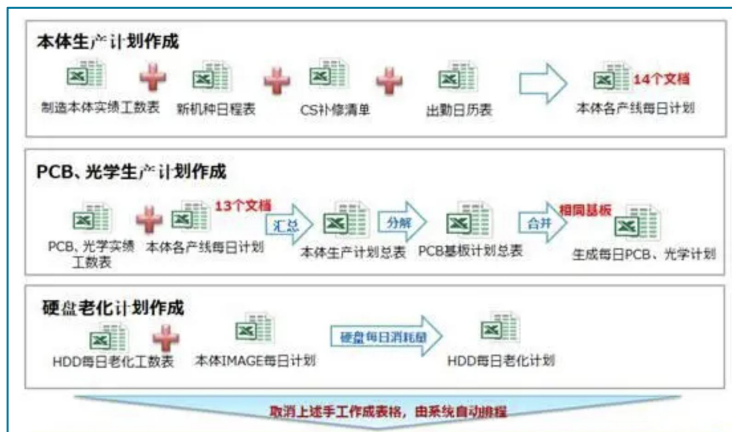 本体生产计划作成
14个文档
制造本体实绩工数表
新机种日程表
CS补修清单
出勤日历表
本体各产线每日计划
PCB、光学生产计划作成
13个文档
相同基板
汇总
分解
合并
PCB、光学实绩
工数表
本体各产线每日计划
本体生产计划总表
PCB基板计划总表
生成每日PCB、光学计划
硬盘老化计划作成
硬盘每日消耗量
HDD每日老化工数表
本体IMAGE每日计划
HDD每日老化计划
取消上述手工作成表格，由系统自动排程